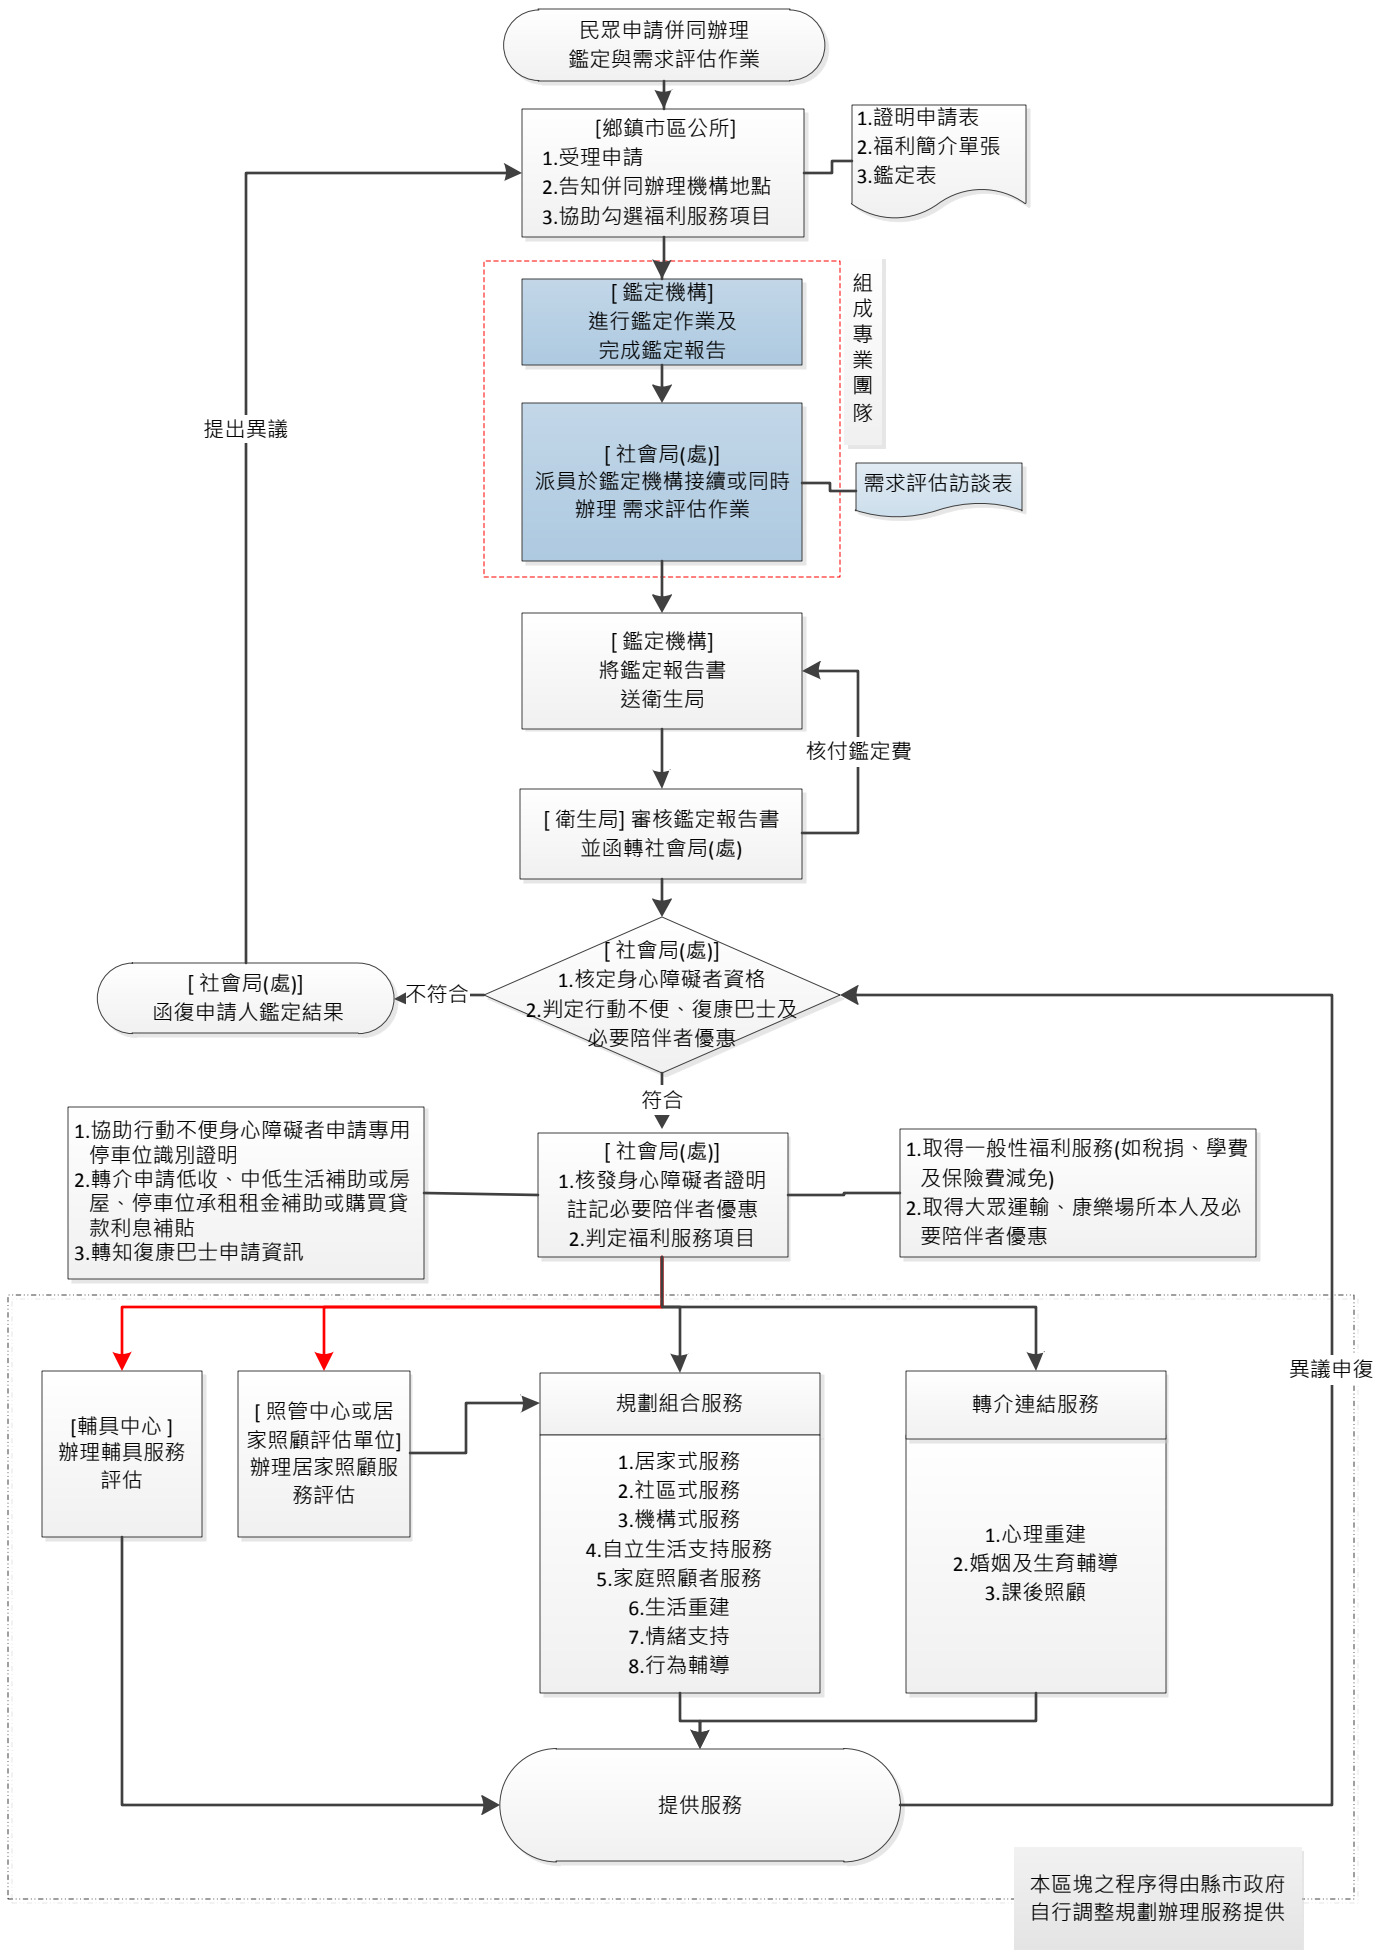 民眾申請併同辦理
鑑定與需求評估作業
[鄉鎮市區公所]
1.受理申請
2.告知併同辦理機構地點
3.協助勾選福利服務項目
1.證明申請表
2.福利簡介單張
3.鑑定表
[ 鑑定機構]
進行鑑定作業及
完成鑑定報告
組
成
專
業
團
隊
提出異議
[ 社會局(處)]
派員於鑑定機構接續或同時
辦理 需求評估作業
需求評估訪談表
[ 鑑定機構]
將鑑定報告書
送衛生局
核付鑑定費
[ 衛生局] 審核鑑定報告書
並函轉社會局(處)
[ 社會局(處)]
1.核定身心障礙者資格
2.判定行動不便、復康巴士及
必要陪伴者優惠
不符合
[ 社會局(處)]
函復申請人鑑定結果
符合
1.協助行動不便身心障礙者申請專用
停車位識別證明
2.轉介申請低收、中低生活補助或房
屋、停車位承租租金補助或購買貸
款利息補貼
3.轉知復康巴士申請資訊
[ 社會局(處)]
1.核發身心障礙者證明
註記必要陪伴者優惠
2.判定福利服務項目
1.取得一般性福利服務(如稅捐、學費
及保險費減免)
2.取得大眾運輸、康樂場所本人及必
要陪伴者優惠
異議申復
[輔具中心 ]
辦理輔具服務
評估
[ 照管中心或居
家照顧評估單位]
辦理居家照顧服
務評估
規劃組合服務
1.居家式服務
2.社區式服務
3.機構式服務
4.自立生活支持服務
5.家庭照顧者服務
6.生活重建
7.情緒支持
8.行為輔導
轉介連結服務
1.心理重建
2.婚姻及生育輔導
3.課後照顧
提供服務
本區塊之程序得由縣市政府
自行調整規劃辦理服務提供